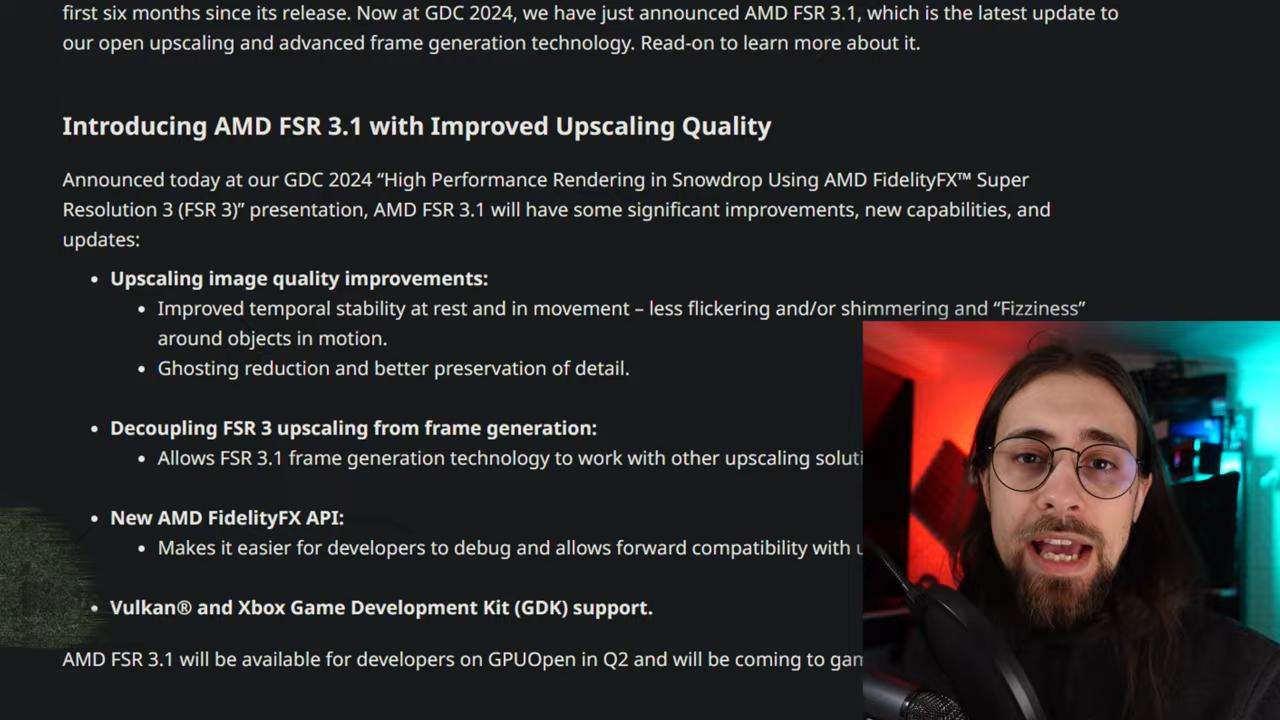 first six months since its release. Now at GDC 2024, we have just announced AMD FSR 3.1, which is the latest update to
our open upscaling and advanced frame generation technology. Read-on to learn more about it.
Introducing AMD FSR 3.1 with Improved Upscaling Quality
Announced today at our GDC 2024 “High Performance Rendering in Snowdrop Using AMD FidelityFX™ Super
Resolution 3 (FSR 3)” presentation, AMD FSR 3.1 will have some significant improvements, new capabilities, and
updates:
• Upscaling image quality improvements:
• Improved temporal stability at rest and in movement – less flickering and/or shimmering and “Fizziness”
around objects in motion.
• Ghosting reduction and better preservation of detail.
• Decoupling FSR 3 upscaling from frame generation:
• Allows FSR 3.1 frame generation technology to work with other upscaling
• New AMD FidelityFX API:
• Makes it easier for developers to debug and allows forward compatibility with
• Vulkan® and Xbox Game Development Kit (GDK) support.
AMD FSR 3.1 will be available for developers on GPUOpen in Q2 and will be coming to